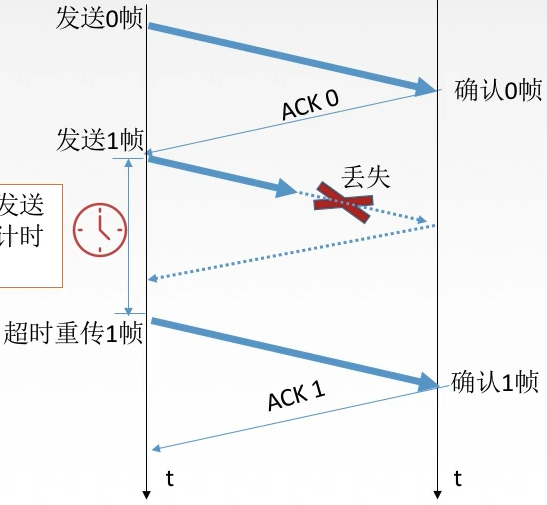 发送0帧
确认0帧
ACK 0
发送1帧
丢失
发送
计时
超时重传1帧
确认1帧
ACK 1
t
t